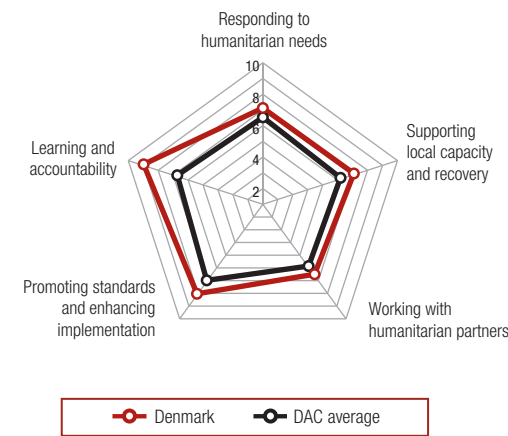 Responding to
humanitarian needs
10
8
6
4
2
Supporting
local capacity
and recovery
Learning and
accountability
Promoting standards
and enhancing
implementation
Working with
humanitarian partners
Denmark
DAC average